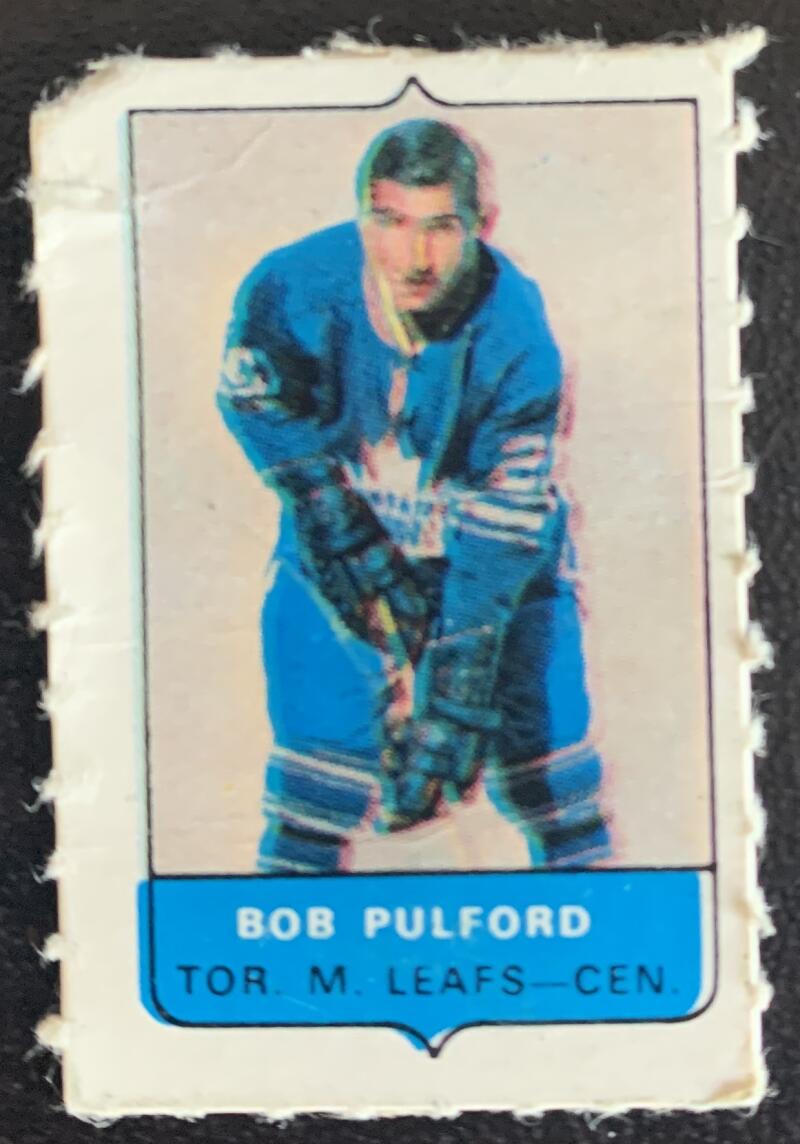 BOB PULFORD
TOR. M. LEAFS—CEN.